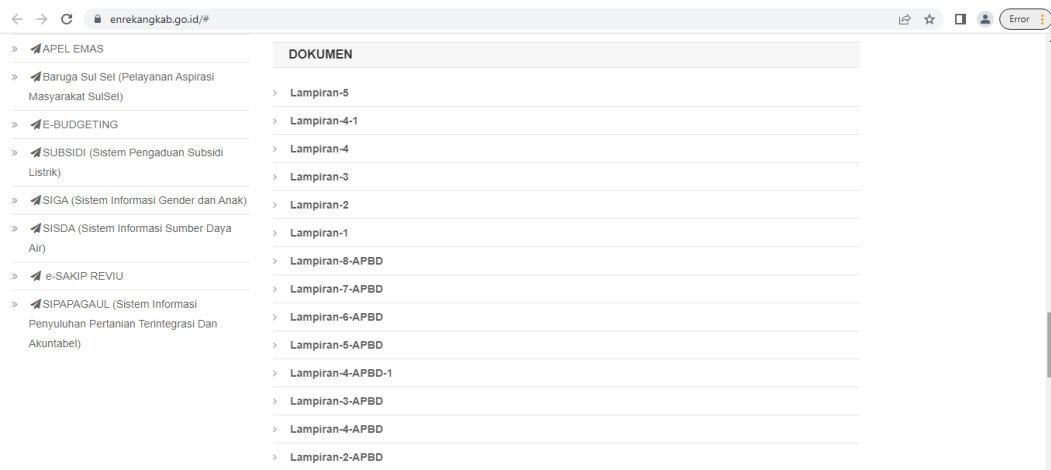 enrekangkab.go.id/#
Error
APEL EMAS
Baruga Sul Sel (Pelayanan Aspirasi
Masyarakat SulSel)
E-BUDGETING
SUBSIDI (Sistem Pengaduan Subsidi
Listrik)
SIGA (Sistem Informasi Gender dan Anak)
SISDA (Sistem Informasi Sumber Daya
Air)
e-SAKIP REVIU
SIPAPAGAUL (Sistem Informasi
Penyuluhan Pertanian Terintegrasi Dan
Akuntabel)
DOKUMEN
Lampiran-5
Lampiran-4-1
Lampiran-4
Lampiran-3
Lampiran-2
Lampiran-1
Lampiran-8-APBD
Lampiran-7-APBD
Lampiran-6-APBD
Lampiran-5-APBD
Lampiran-4-APBD-1
Lampiran-3-APBD
Lampiran-4-APBD
Lampiran-2-APBD